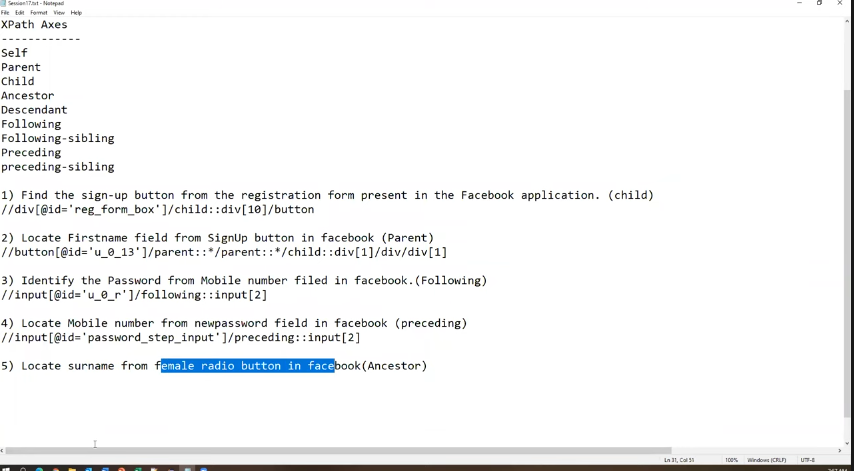 Session17.txt - Notepad
File Edit Format View Help
XPath Axes
------------
Self
Parent
Child
Ancestor
Descendant
Following
Following-sibling
Preceding
preceding-sibling
1) Find the sign-up button from the registration form present in the Facebook application. (child)
//div[@id='reg_form_box']/child::div[10]/button
2) Locate Firstname field from SignUp button in facebook (Parent)
//button[@id='u_0_13']/parent::*/parent::*/child::div[1]/div/div[1]
3) Identify the Password from Mobile number filed in facebook.(Following)
//input[@id='u_0_r']/following::input[2]
4) Locate Mobile number from newpassword field in facebook (preceding)
//input[@id='password_step_input']/preceding::input[2]
5) Locate surname from female radio button in facebook(Ancestor)
Ln 31, Col 51 100% Windows (CRLF) UTF-8